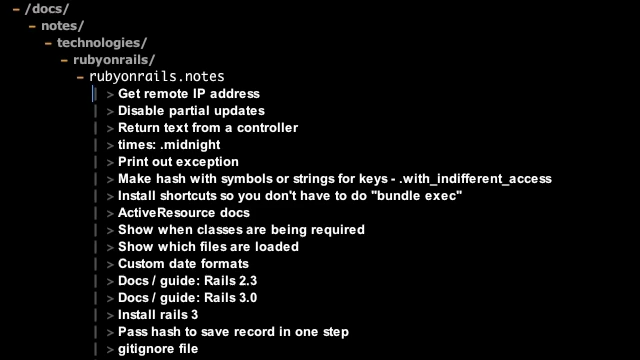 - /docs/
- notes/
- technologies/
- rubyonrails/
- rubyonrails.notes
| > Get remote IP address
| > Disable partial updates
| > Return text from a controller
| > times: .midnight
| > Print out exception
| > Make hash with symbols or strings for keys - .with_indifferent_access
| > Install shortcuts so you don't have to do "bundle exec"
| > ActiveResource docs
| > Show when classes are being required
| > Show which files are loaded
| > Custom date formats
| > Docs / guide: Rails 2.3
| > Docs / guide: Rails 3.0
| > Install rails 3
| > Pass hash to save record in one step
| > gitignore file